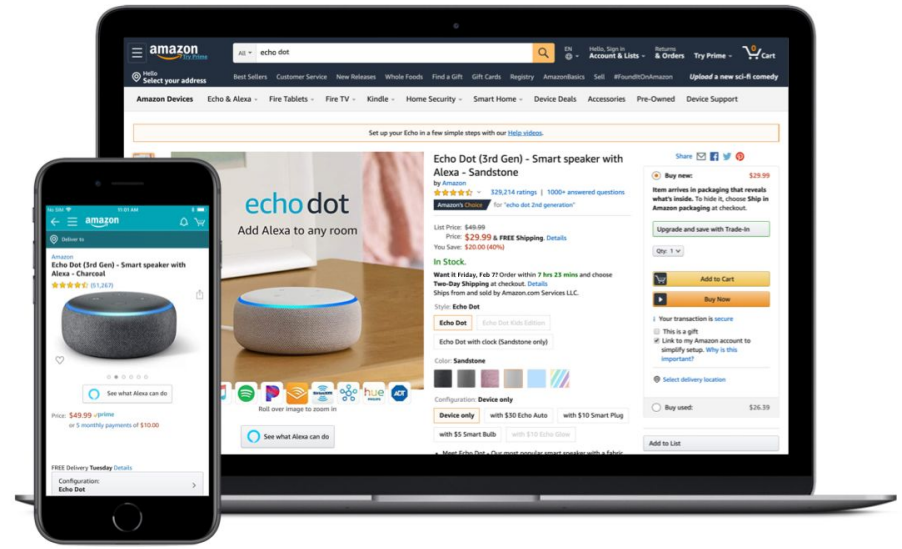 amazon
Try Prime
All
echo dot
EN
Hello, Sign in
Account & Lists
Returns
& Orders
Try Prime
0
Cart
Hello
Select your address
Best Sellers Customer Service New Releases Whole Foods Find a Gift Gift Cards Registry AmazonBasics Sell #FoundItOnAmazon
Upload a new sci-fi comedy
Amazon Devices Echo & Alexa Fire Tablets Fire TV Kindle Home Security Smart Home Device Deals Accessories Pre-Owned Device Support
Set up your Echo in a few simple steps with our Help videos.
echo dot
Add Alexa to any room
hue
ADT
Roll over image to zoom in
See what Alexa can do
Echo Dot (3rd Gen) - Smart speaker with
Alexa - Sandstone
by Amazon
329,214 ratings | 1000+ answered questions
Amazon's Choice for "echo dot 2nd generation"
List Price: $49.99
Price: $29.99 & FREE Shipping. Details
You Save: $20.00 (40%)
In Stock.
Want it Friday, Feb 7? Order within 7 hrs 23 mins and choose
Two-Day Shipping at checkout. Details
Ships from and sold by Amazon.com Services LLC.
Style: Echo Dot
Echo Dot Echo Dot Kids Edition
Echo Dot with clock (Sandstone only)
Color: Sandstone
Configuration: Device only
Device only with $30 Echo Auto with $10 Smart Plug
with $5 Smart Bulb with $10 Echo Glow
• Meet Echo Dot - Our most popular smart speaker with a fabric
Share
Buy new: $29.99
Item arrives in packaging that reveals
what's inside. To hide it, choose Ship in
Amazon packaging at checkout.
Upgrade and save with Trade-In
Qty: 1
Add to Cart
Buy Now
Your transaction is secure
This is a gift
Link to my Amazon account to
simplify setup. Why is this
important?
Select delivery location
Buy used: $26.39
Add to List
No SIM
11:01 AM
amazon
Deliver to
Amazon
Echo Dot (3rd Gen) - Smart speaker with
Alexa - Charcoal
(51,267)
See what Alexa can do
Price: $49.99 prime
or 5 monthly payments of $10.00
FREE Delivery Tuesday Details
Configuration:
Echo Dot